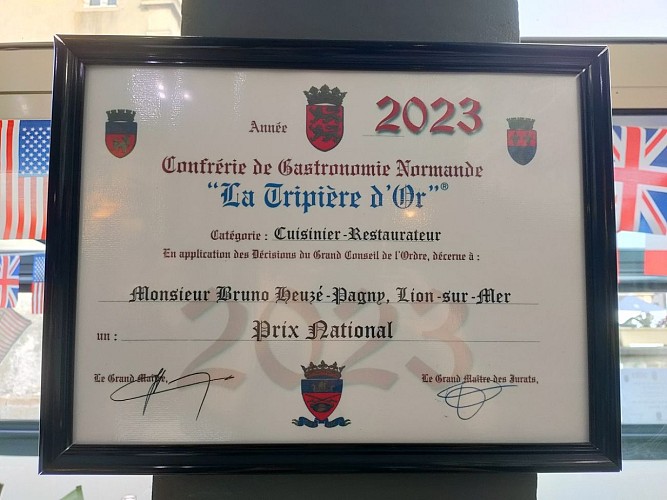 Année 2023
Confrérie de Gastronomie Normande
"La Tripière d'Or"®
Catégorie : Cuisinier-Restaurateur
En application des Décisions du Grand Conseil de l'Ordre, décerne à :
Monsieur Bruno Heuzé-Pagny, Lion-sur-Mer
un : Prix National
2023
Le Grand Maître, Le Grand Maître des Jurats,